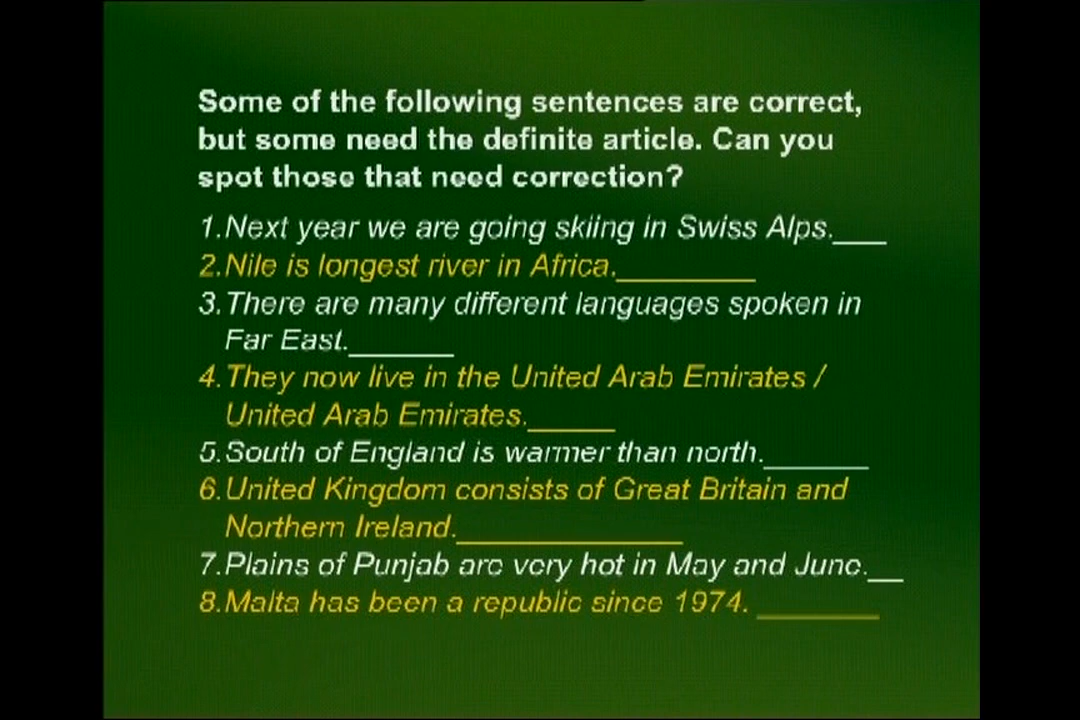 Some of the following sentences are correct,
but some need the definite article. Can you
spot those that need correction?
1.Next year we are going skiing in Swiss Alps.___
2.Nile is longest river in Africa.________
3.There are many different languages spoken in
Far East.______
4.They now live in the United Arab Emirates /
United Arab Emirates._____
5.South of England is warmer than north.______
6.United Kingdom consists of Great Britain and
Northern Ireland._____________
7.Plains of Punjab are very hot in May and June.__
8.Malta has been a republic since 1974. _______